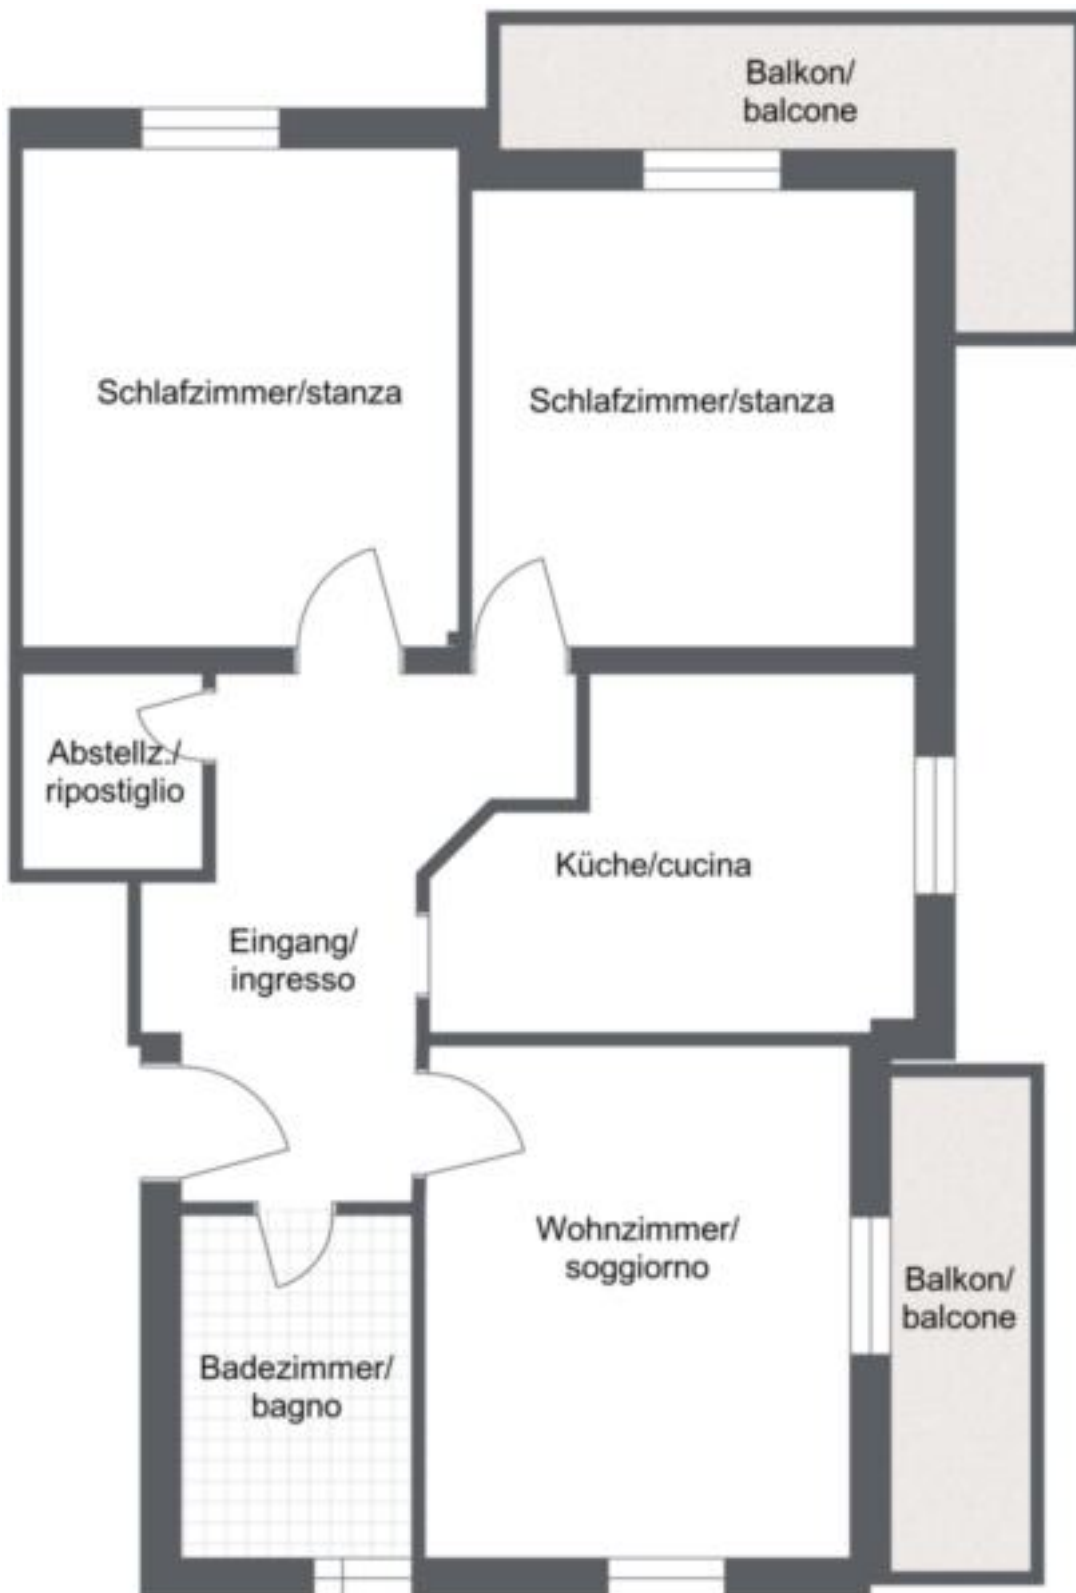 Balkon/
balcone
Schlafzimmer/stanza
Schlafzimmer/stanza
Abstellz./
ripostiglio
Küche/cucina
Eingang/
ingresso
Wohnzimmer/
soggiorno
Balkon/
balcone
Badezimmer/
bagno